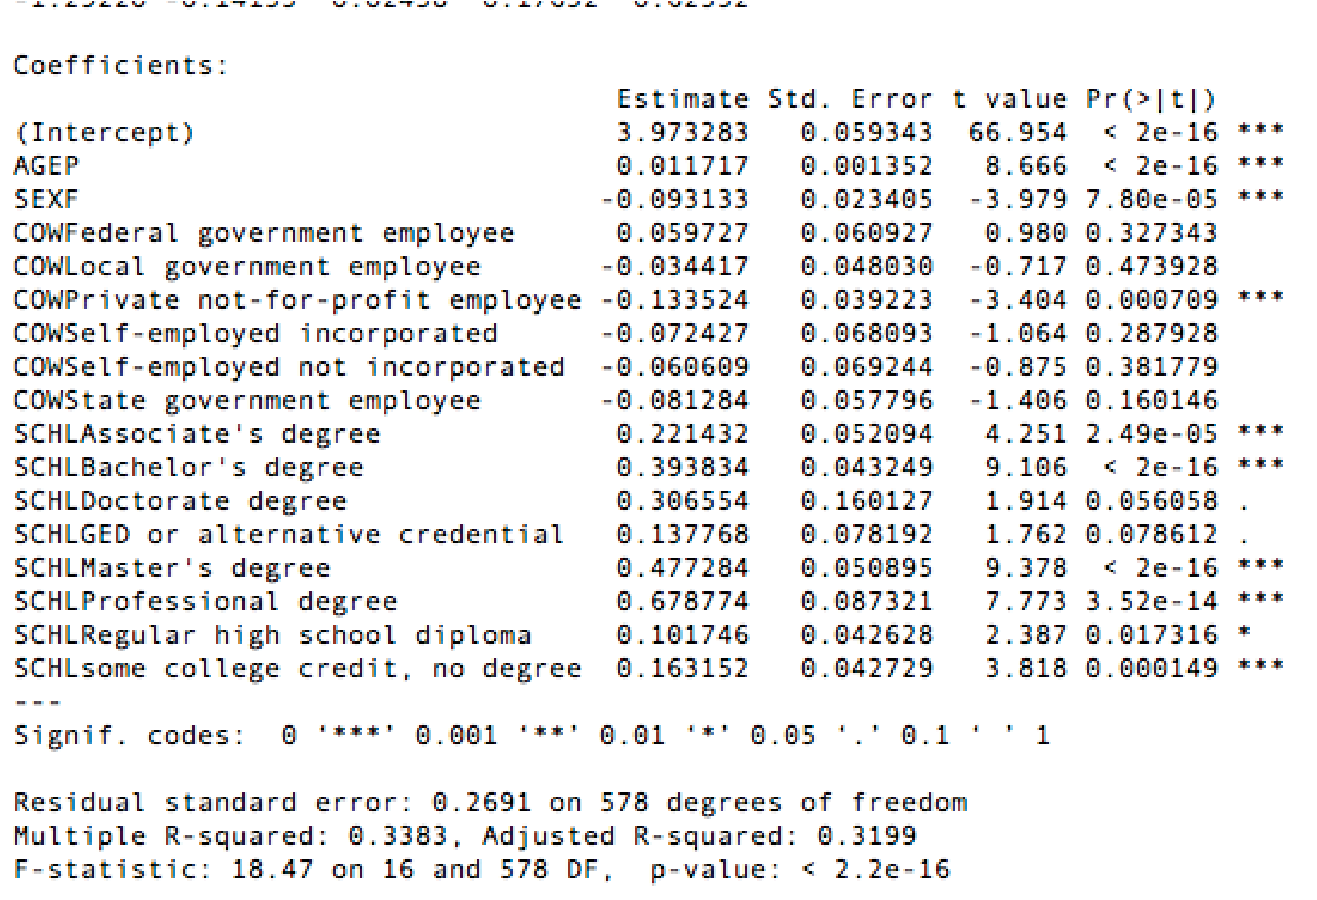 Coefficients:
Estimate Std. Error t value Pr(>|t|)
(Intercept) 3.973283 0.059343 66.954 < 2e-16 ***
AGEP 0.011717 0.001352 8.666 < 2e-16 ***
SEXF -0.093133 0.023405 -3.979 7.80e-05 ***
COWFederal government employee 0.059727 0.060927 0.980 0.327343
COWLocal government employee -0.034417 0.048030 -0.717 0.473928
COWPrivate not-for-profit employee -0.133524 0.039223 -3.404 0.000709 ***
COWSelf-employed incorporated -0.072427 0.068093 -1.064 0.287928
COWSelf-employed not incorporated -0.060609 0.069244 -0.875 0.381779
COWState government employee -0.081284 0.057796 -1.406 0.160146
SCHLAssociate's degree 0.221432 0.052094 4.251 2.49e-05 ***
SCHLBachelor's degree 0.393834 0.043249 9.106 < 2e-16 ***
SCHLDoctorate degree 0.306554 0.160127 1.914 0.056058 .
SCHLGED or alternative credential 0.137768 0.078192 1.762 0.078612 .
SCHLMaster's degree 0.477284 0.050895 9.378 < 2e-16 ***
SCHLProfessional degree 0.678774 0.087321 7.773 3.52e-14 ***
SCHLRegular high school diploma 0.101746 0.042628 2.387 0.017316 *
SCHLsome college credit, no degree 0.163152 0.042729 3.818 0.000149 ***
---
Signif. codes: 0 '***' 0.001 '**' 0.01 '*' 0.05 '.' 0.1 ' ' 1
Residual standard error: 0.2691 on 578 degrees of freedom
Multiple R-squared: 0.3383, Adjusted R-squared: 0.3199
F-statistic: 18.47 on 16 and 578 DF, p-value: < 2.2e-16